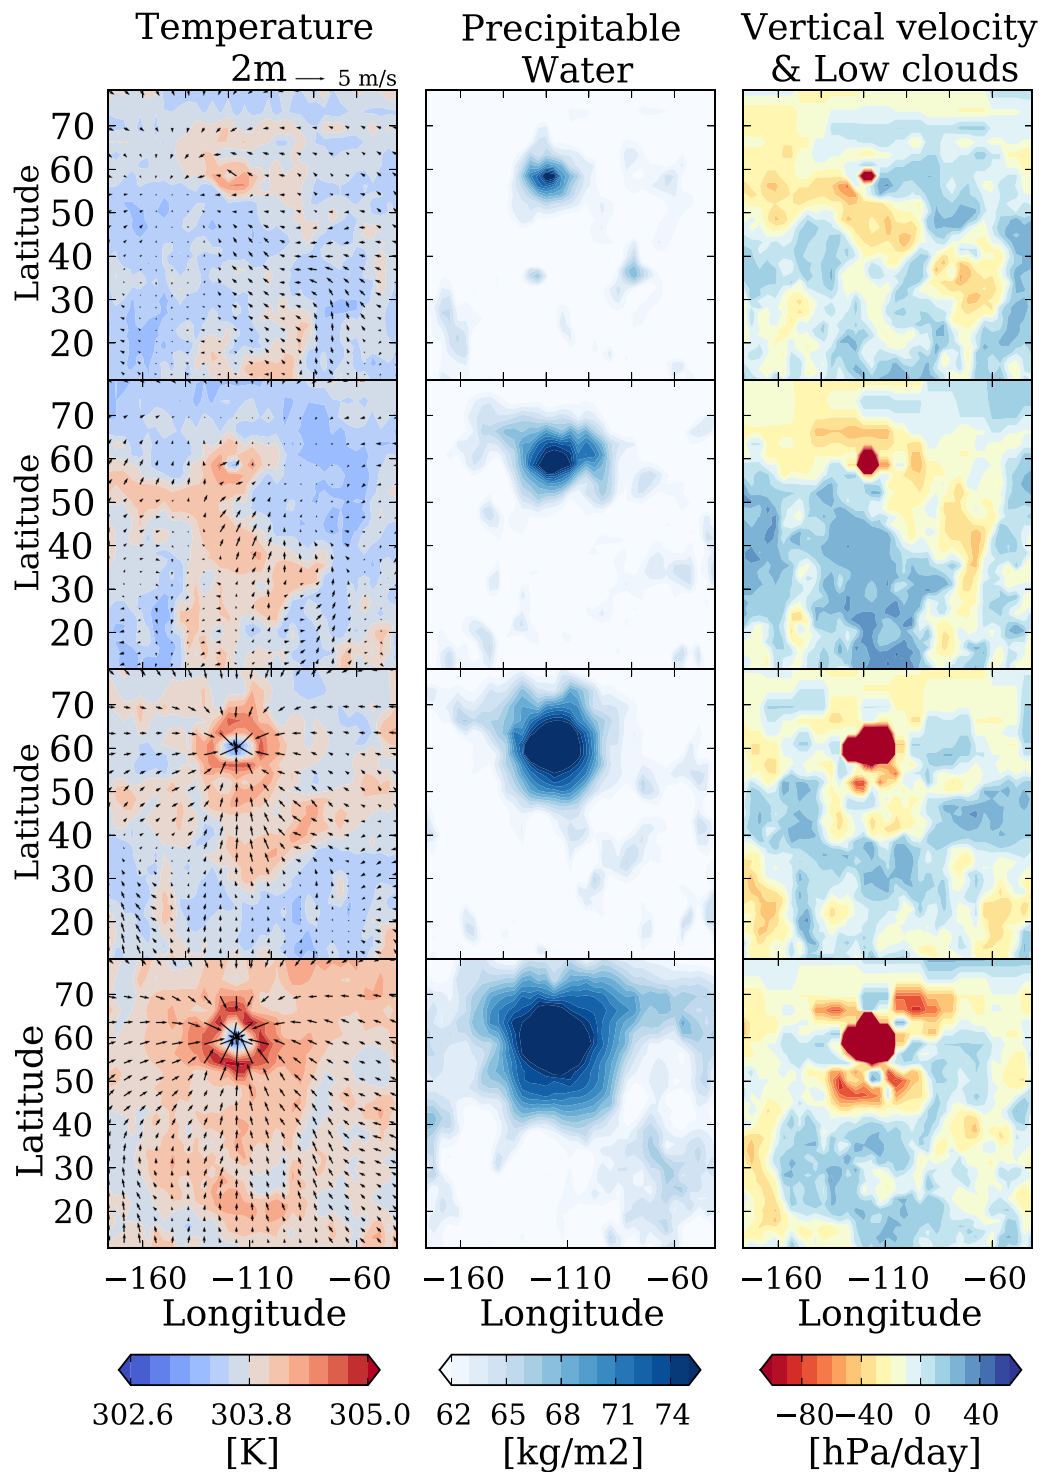 Temperature
2m
5 m/s
Precipitable
Water
Vertical velocity
& Low clouds
Latitude
70
60
50
40
30
20
Latitude
70
60
50
40
30
20
Latitude
70
60
50
40
30
20
Latitude
70
60
50
40
30
20
−160 −110 −60
Longitude
−160 −110 −60
Longitude
−160 −110 −60
Longitude
302.6 303.8 305.0
[K]
62 65 68 71 74
[kg/m2]
−80 −40 0 40
[hPa/day]